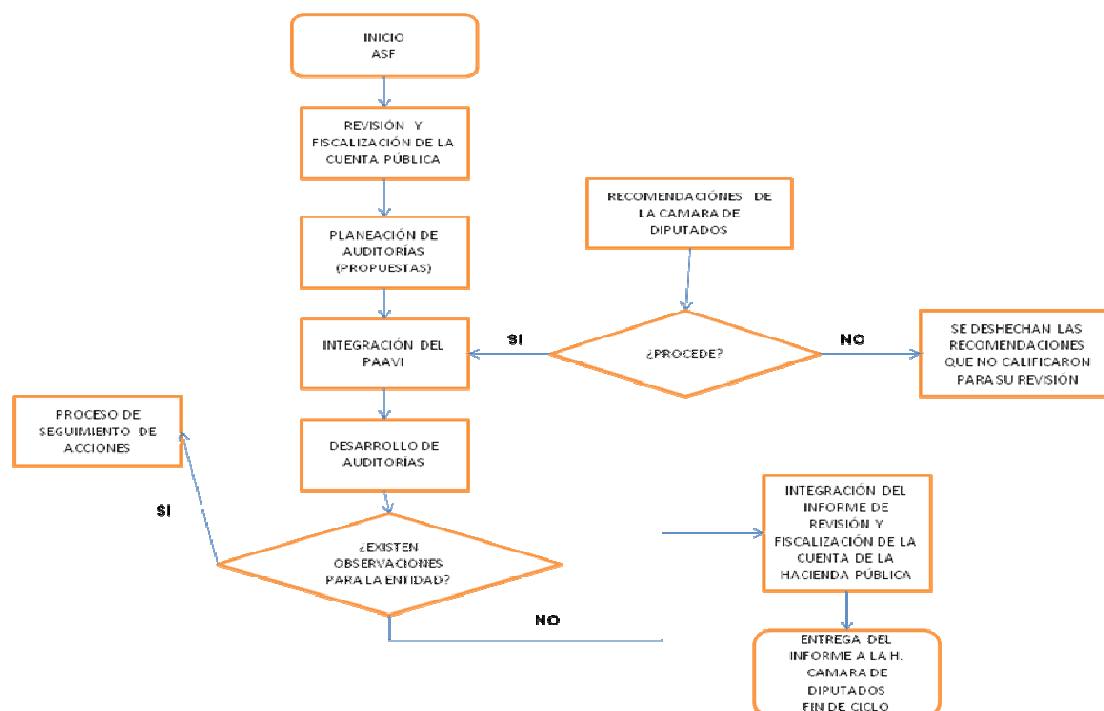 INICIO
ASF
REVISIÓN Y
FISCALIZACIÓN DE LA
CUENTA PÚBLICA
RECOMENDACIÓNES DE
LA CAMARA DE
DIPUTADOS
PLANEACIÓN DE
AUDITORÍAS
(PROPUESTAS)
INTEGRACIÓN DEL
PAAVI
SI
¿PROCEDE?
NO
SE DESHECHAN LAS
RECOMENDACIONES
QUE NO CALIFICARON
PARA SU REVISIÓN
PROCESO DE
SEGUIMIENTO DE
ACCIONES
DESARROLLO DE
AUDITORÍAS
SI
¿EXISTEN
OBSERVACIONES
PARA LA ENTIDAD?
NO
INTEGRACIÓN DEL
INFORME DE
REVISIÓN Y
FISCALIZACIÓN DE LA
CUENTA DE LA
HACIENDA PÚBLICA
ENTREGA DEL
INFORME A LA H.
CAMARA DE
DIPUTADOS
FIN DE CICLO